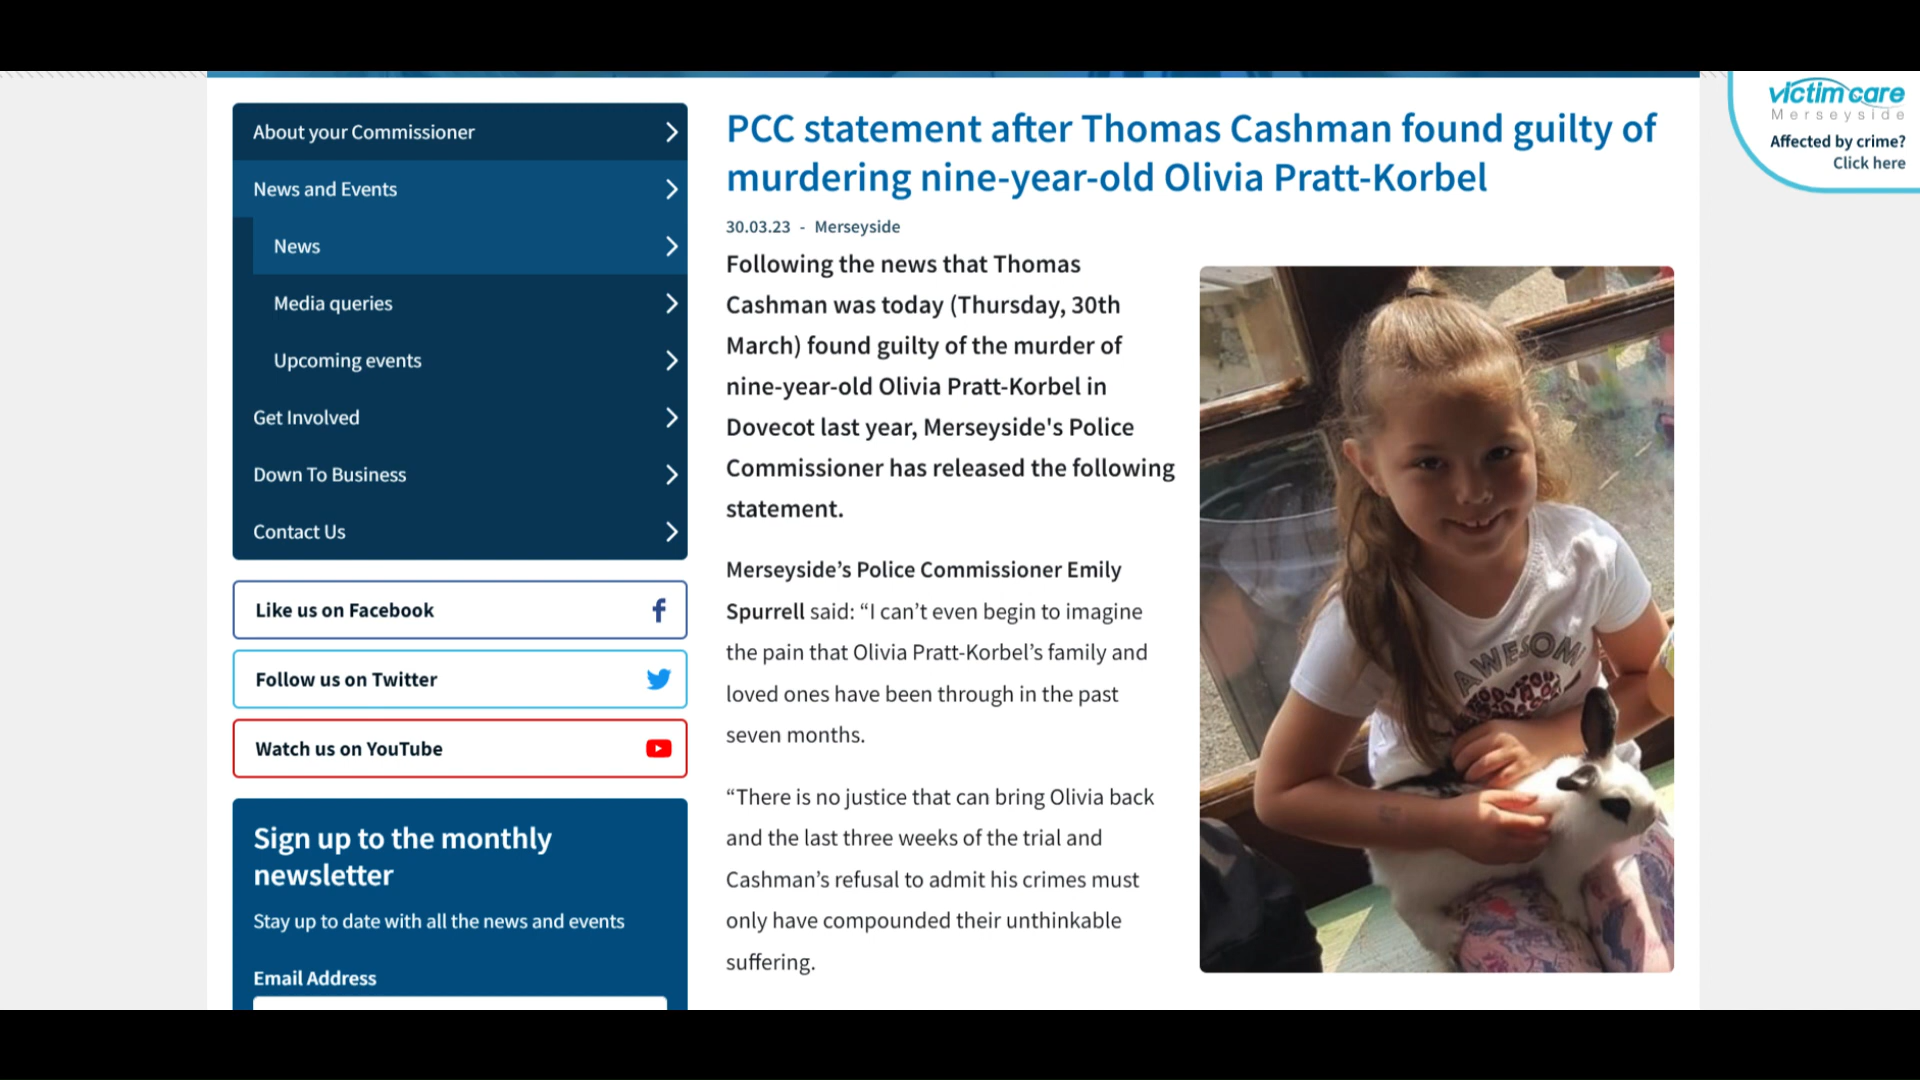 About your Commissioner
News and Events
News
Media queries
Upcoming events
Get Involved
Down To Business
Contact Us
Like us on Facebook
Follow us on Twitter
Watch us on YouTube
Sign up to the monthly
newsletter
Stay up to date with all the news and events
Email Address
PCC statement after Thomas Cashman found guilty of
murdering nine-year-old Olivia Pratt-Korbel
30.03.23 - Merseyside
Following the news that Thomas
Cashman was today (Thursday, 30th
March) found guilty of the murder of
nine-year-old Olivia Pratt-Korbel in
Dovecot last year, Merseyside's Police
Commissioner has released the following
statement.
Merseyside’s Police Commissioner Emily
Spurrell said: “I can’t even begin to imagine
the pain that Olivia Pratt-Korbel’s family and
loved ones have been through in the past
seven months.
“There is no justice that can bring Olivia back
and the last three weeks of the trial and
Cashman’s refusal to admit his crimes must
only have compounded their unthinkable
suffering.
AWESOM
victim care
Merseyside
Affected by crime?
Click here